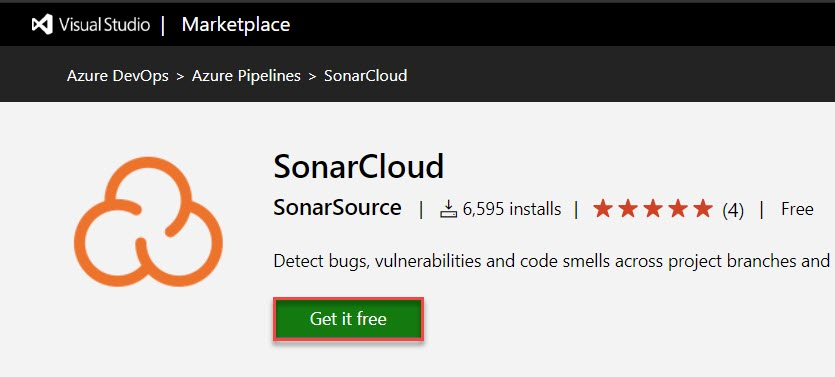 Visual Studio | Marketplace
Azure DevOps > Azure Pipelines > SonarCloud
SonarCloud
SonarSource | 6,595 installs | (4) | Free
Detect bugs, vulnerabilities and code smells across project branches and
Get it free